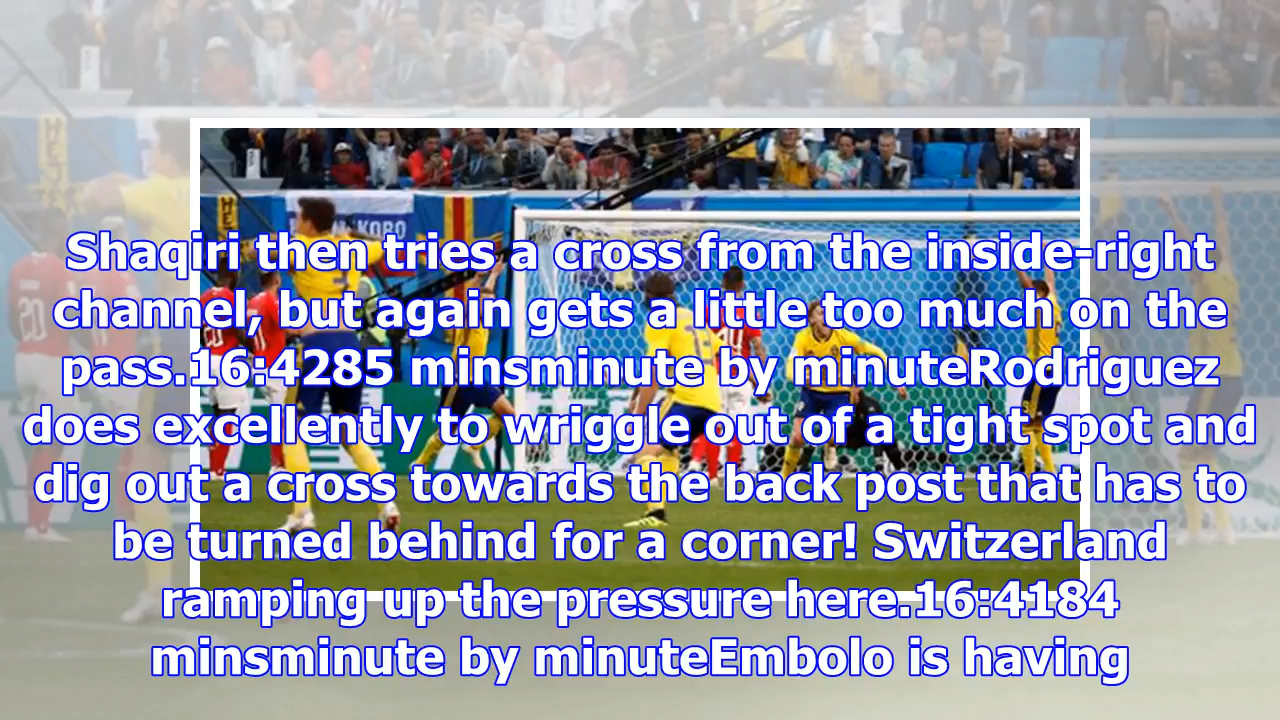 Shaqiri then tries a cross from the inside-right
channel, but again gets a little too much on the
pass.16:4285 minsminute by minuteRodriguez
does excellently to wriggle out of a tight spot and
dig out a cross towards the back post that has to
be turned behind for a corner! Switzerland
ramping up the pressure here.16:4184
minsminute by minuteEmbolo is having